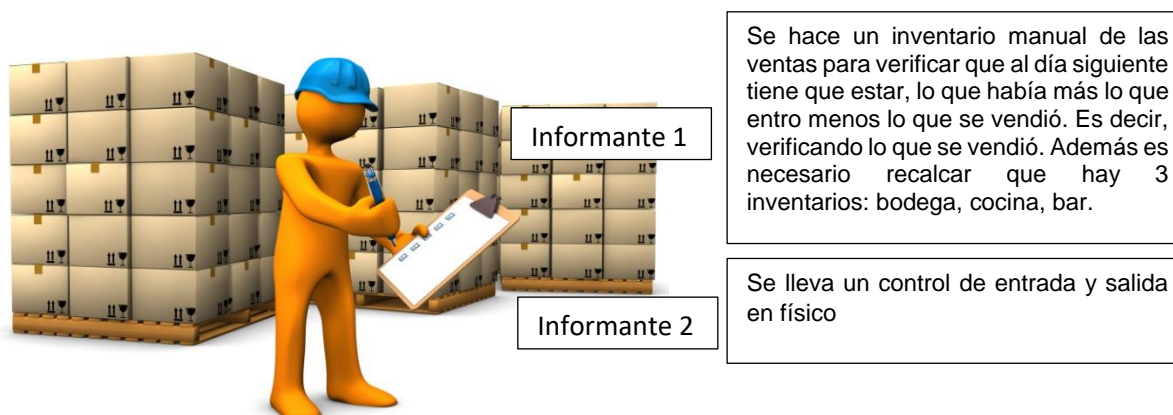 Informante 1
Se hace un inventario manual de las
ventas para verificar que al día siguiente
tiene que estar, lo que había más lo que
entro menos lo que se vendió. Es decir,
verificando lo que se vendió. Además es
necesario recalcar que hay 3
inventarios: bodega, cocina, bar.
Informante 2
Se lleva un control de entrada y salida
en físico